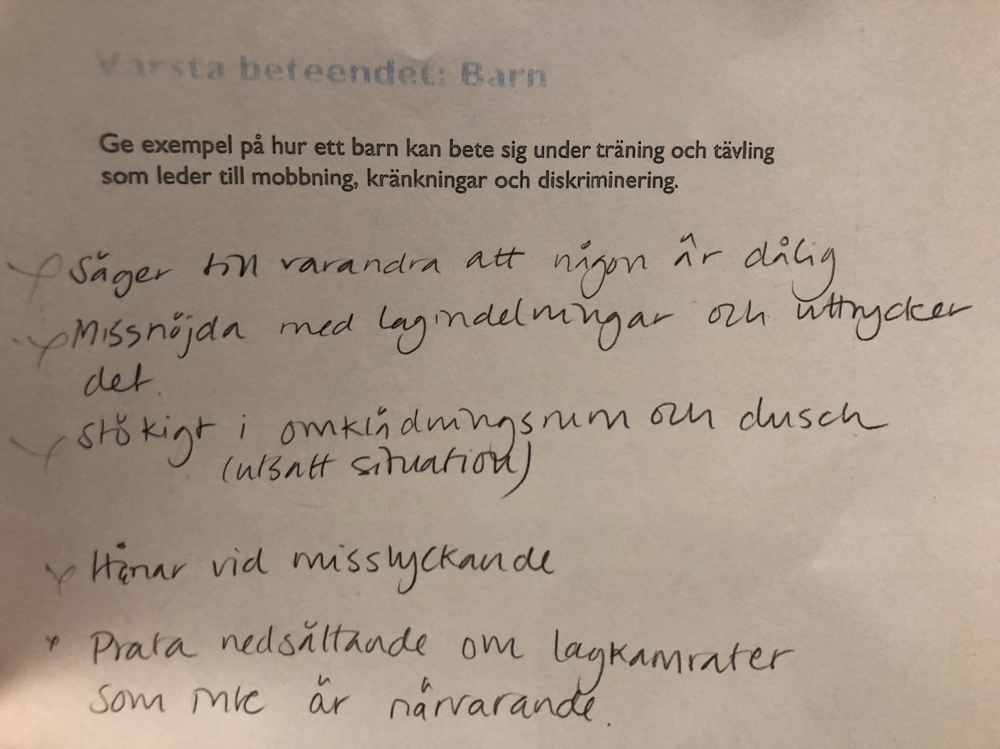 Värsta beteendet: Barn
Ge exempel på hur ett barn kan bete sig under träning och tävling
som leder till mobbning, kränkningar och diskriminering.
Säger till varandra att någon är dålig
Missnöjda med lagindelningar och uttrycker
det.
Stökigt i omklädningsrum och dusch
(utsatt situation)
Hånar vid misslyckande
Prata nedsättande om lagkamrater
som inte är närvarande.